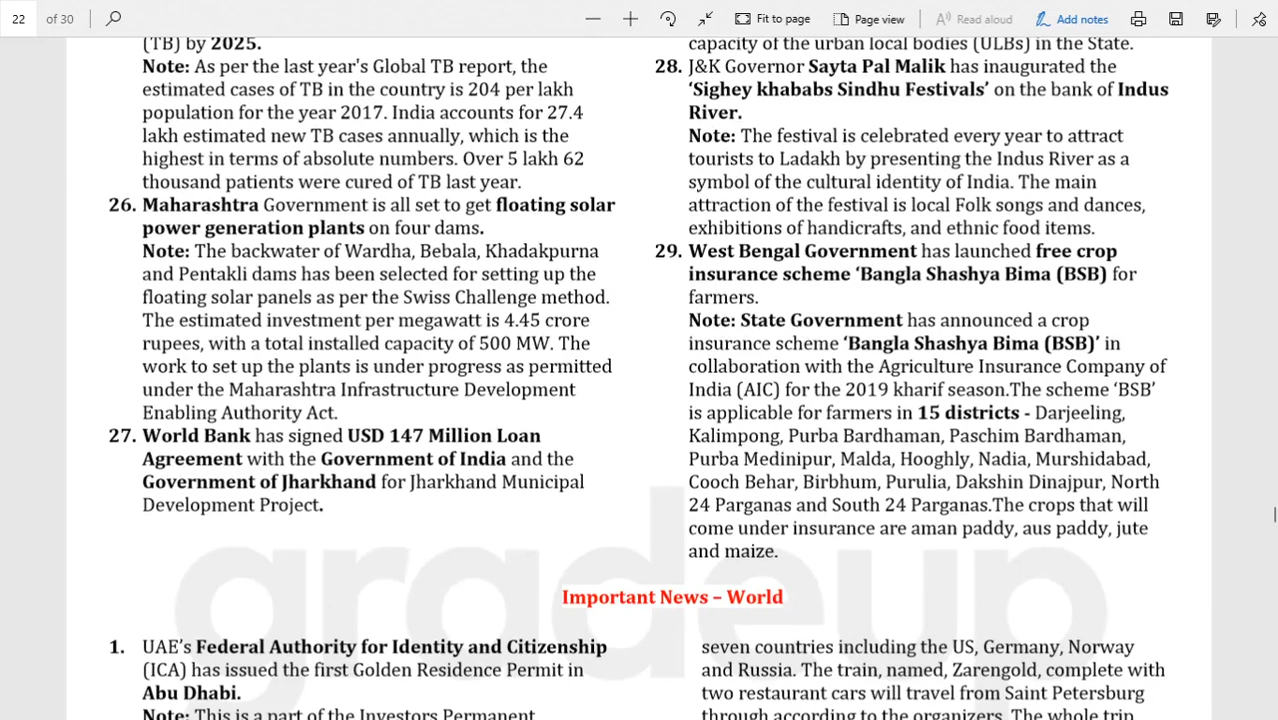 22 of 30 Fit to page Page view Read aloud Add notes
(TB) by 2025.
Note: As per the last year's Global TB report, the
estimated cases of TB in the country is 204 per lakh
population for the year 2017. India accounts for 27.4
lakh estimated new TB cases annually, which is the
highest in terms of absolute numbers. Over 5 lakh 62
thousand patients were cured of TB last year.
26. Maharashtra Government is all set to get floating solar
power generation plants on four dams.
Note: The backwater of Wardha, Bebala, Khadakpurna
and Pentakli dams has been selected for setting up the
floating solar panels as per the Swiss Challenge method.
The estimated investment per megawatt is 4.45 crore
rupees, with a total installed capacity of 500 MW. The
work to set up the plants is under progress as permitted
under the Maharashtra Infrastructure Development
Enabling Authority Act.
27. World Bank has signed USD 147 Million Loan
Agreement with the Government of India and the
Government of Jharkhand for Jharkhand Municipal
Development Project.
capacity of the urban local bodies (ULBs) in the State.
28. J&K Governor Sayta Pal Malik has inaugurated the
‘Sighey khababs Sindhu Festivals’ on the bank of Indus
River.
Note: The festival is celebrated every year to attract
tourists to Ladakh by presenting the Indus River as a
symbol of the cultural identity of India. The main
attraction of the festival is local Folk songs and dances,
exhibitions of handicrafts, and ethnic food items.
29. West Bengal Government has launched free crop
insurance scheme ‘Bangla Shashya Bima (BSB) for
farmers.
Note: State Government has announced a crop
insurance scheme ‘Bangla Shashya Bima (BSB)’ in
collaboration with the Agriculture Insurance Company of
India (AIC) for the 2019 kharif season.The scheme ‘BSB’
is applicable for farmers in 15 districts - Darjeeling,
Kalimpong, Purba Bardhaman, Paschim Bardhaman,
Purba Medinipur, Malda, Hooghly, Nadia, Murshidabad,
Cooch Behar, Birbhum, Purulia, Dakshin Dinajpur, North
24 Parganas and South 24 Parganas.The crops that will
come under insurance are aman paddy, aus paddy, jute
and maize.
gradeup
Important News – World
1. UAE’s Federal Authority for Identity and Citizenship
(ICA) has issued the first Golden Residence Permit in
Abu Dhabi.
Note: This is a part of the Investors Permanent
seven countries including the US, Germany, Norway
and Russia. The train, named, Zarengold, complete with
two restaurant cars will travel from Saint Petersburg
through according to the organizers. The whole trip